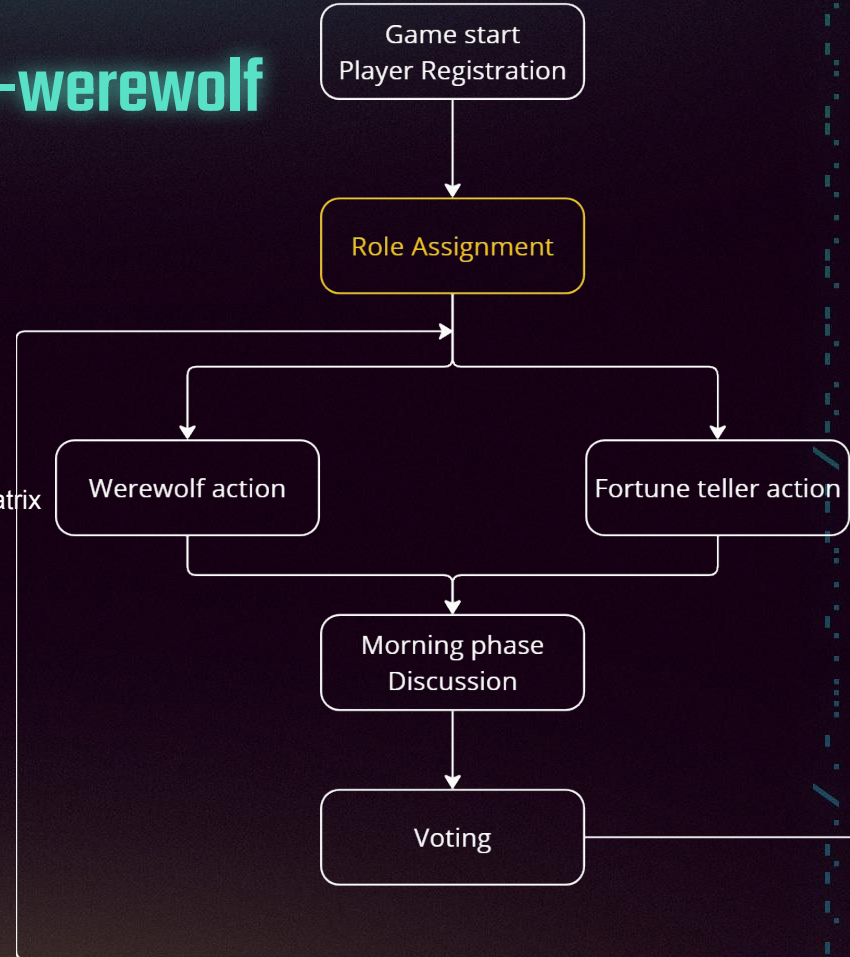 Game start
Player Registration
-werewolf
Role Assignment
Werewolf action
Fortune teller action
atrix
Morning phase
Discussion
Voting